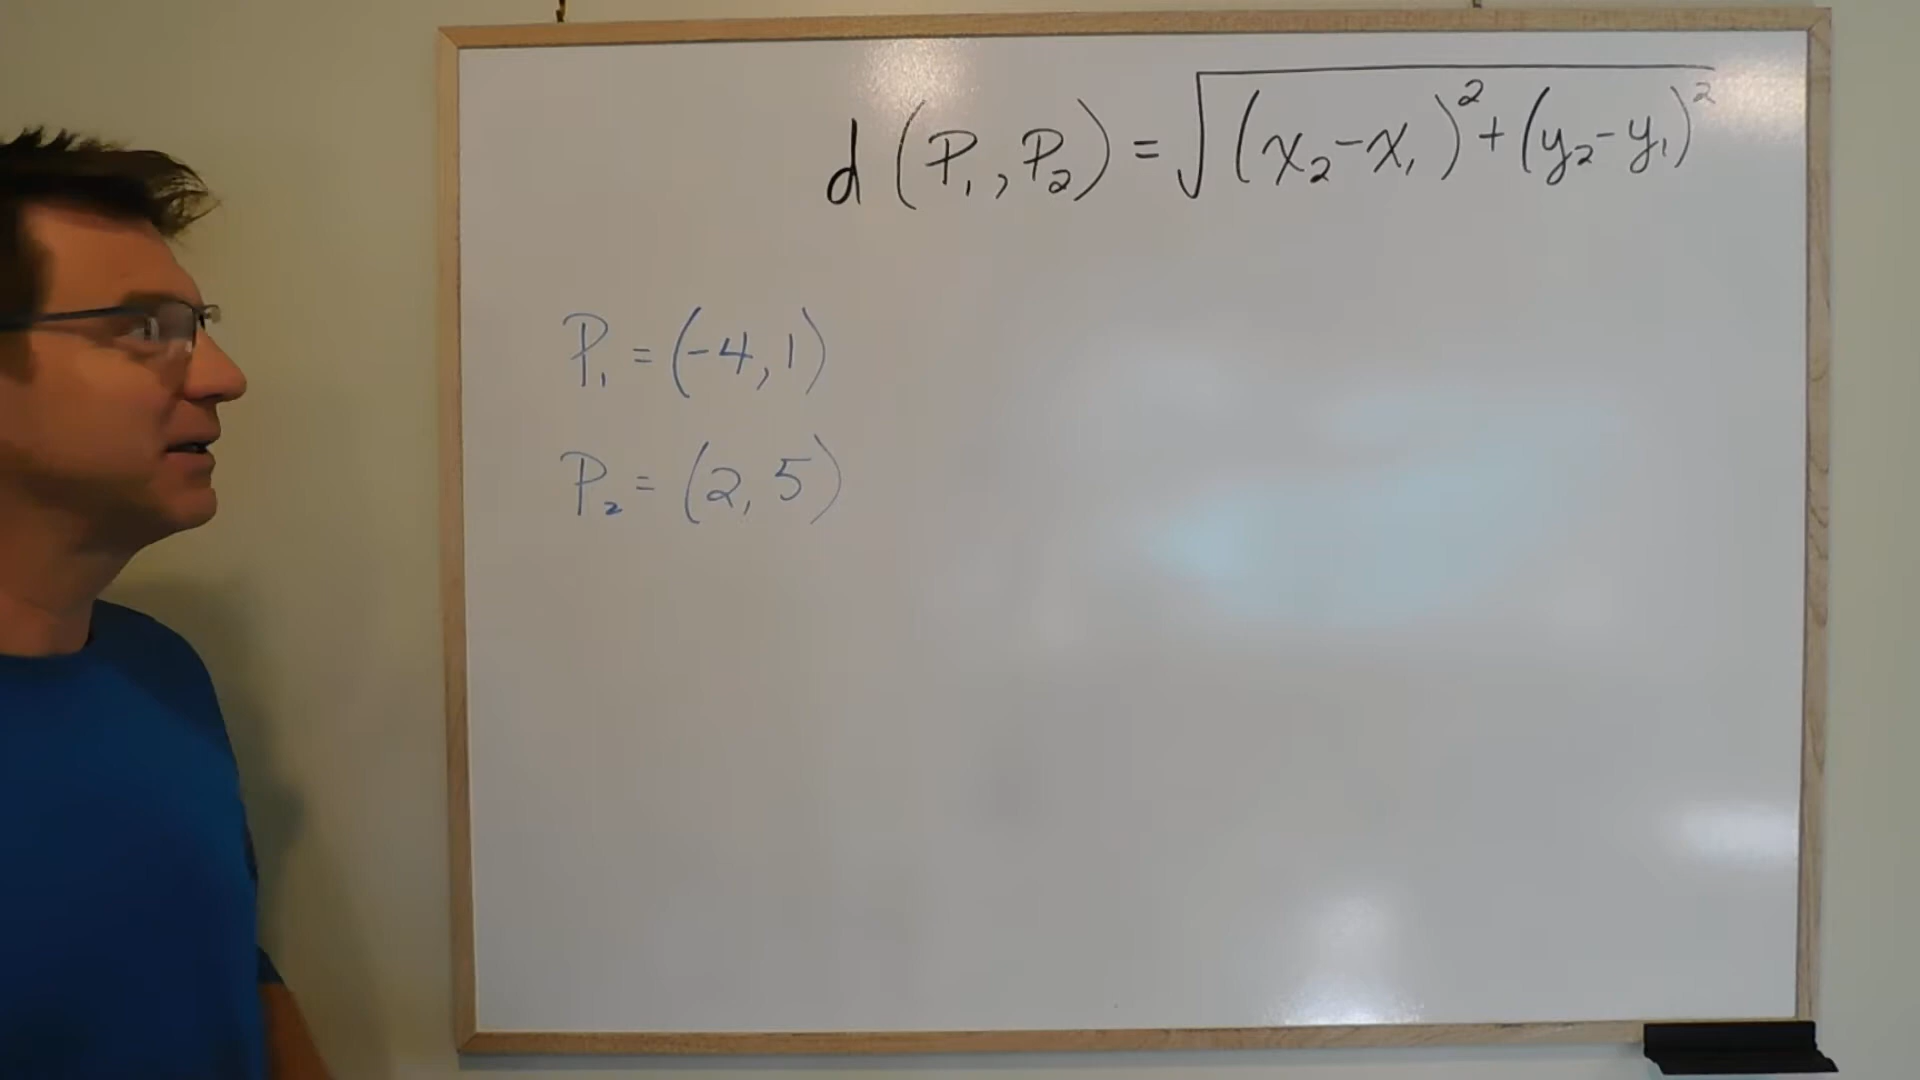 d(P₁, P₂) = √((x₂-x₁)² + (y₂-y₁)²)
P₁ = (-4, 1)
P₂ = (2, 5)